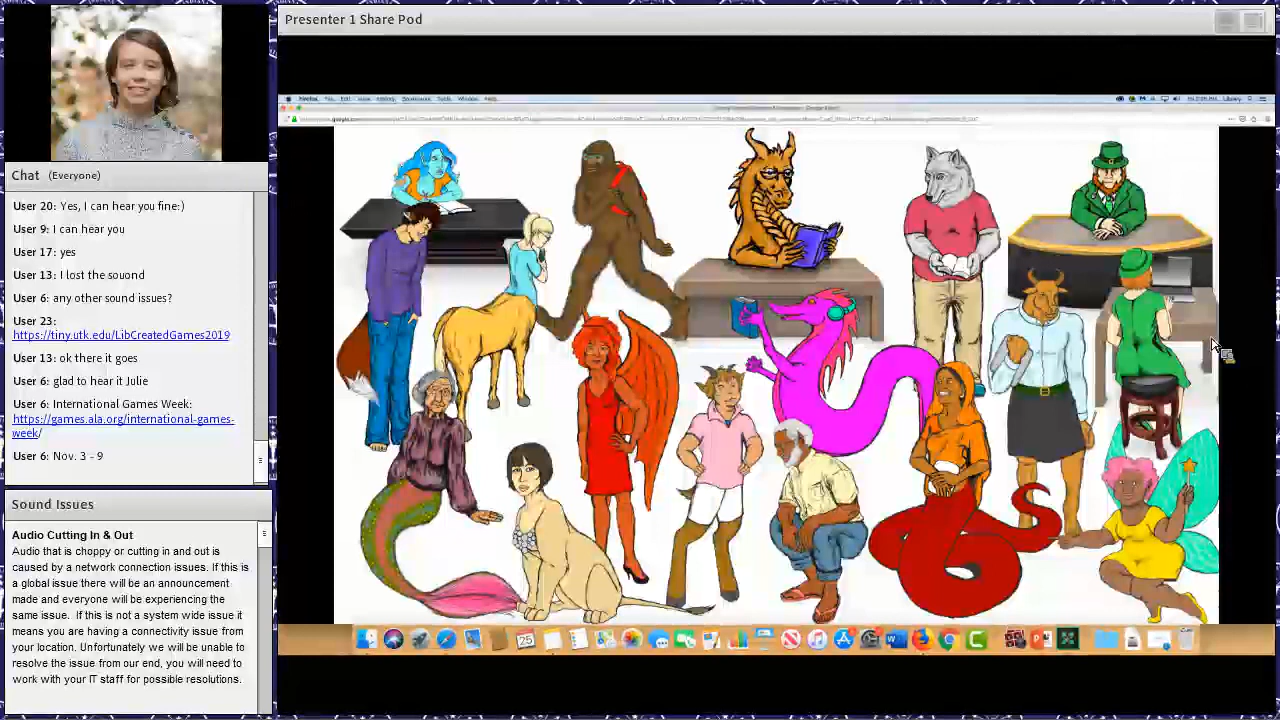 Presenter 1 Share Pod
Chat (Everyone)
User 20: Yes, I can hear you fine:)
User 9: I can hear you
User 17: yes
User 13: I lost the souond
User 6: any other sound issues?
User 23:
https://tiny.utk.edu/LibCreatedGames2019
User 13: ok there it goes
User 6: glad to hear it Julie
User 6: International Games Week:
https://games.ala.org/international-games-
week/
User 6: Nov. 3 - 9
Sound Issues
Audio Cutting In & Out
Audio that is choppy or cutting in and out is
caused by a network connection issues. If this is
a global issue there will be an announcement
made and everyone will be experiencing the
same issue. If this is not a system wide issue it
means you are having a connectivity issue from
your location. Unfortunately we will be unable to
resolve the issue from our end, you will need to
work with your IT staff for possible resolutions.
25